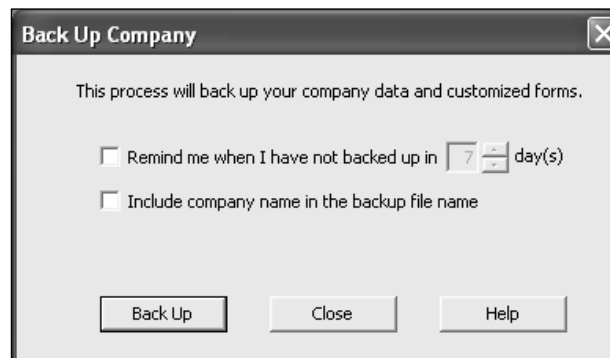 Back Up Company
This process will back up your company data and customized forms.
Remind me when I have not backed up in 7 day(s)
Include company name in the backup file name
Back Up Close Help